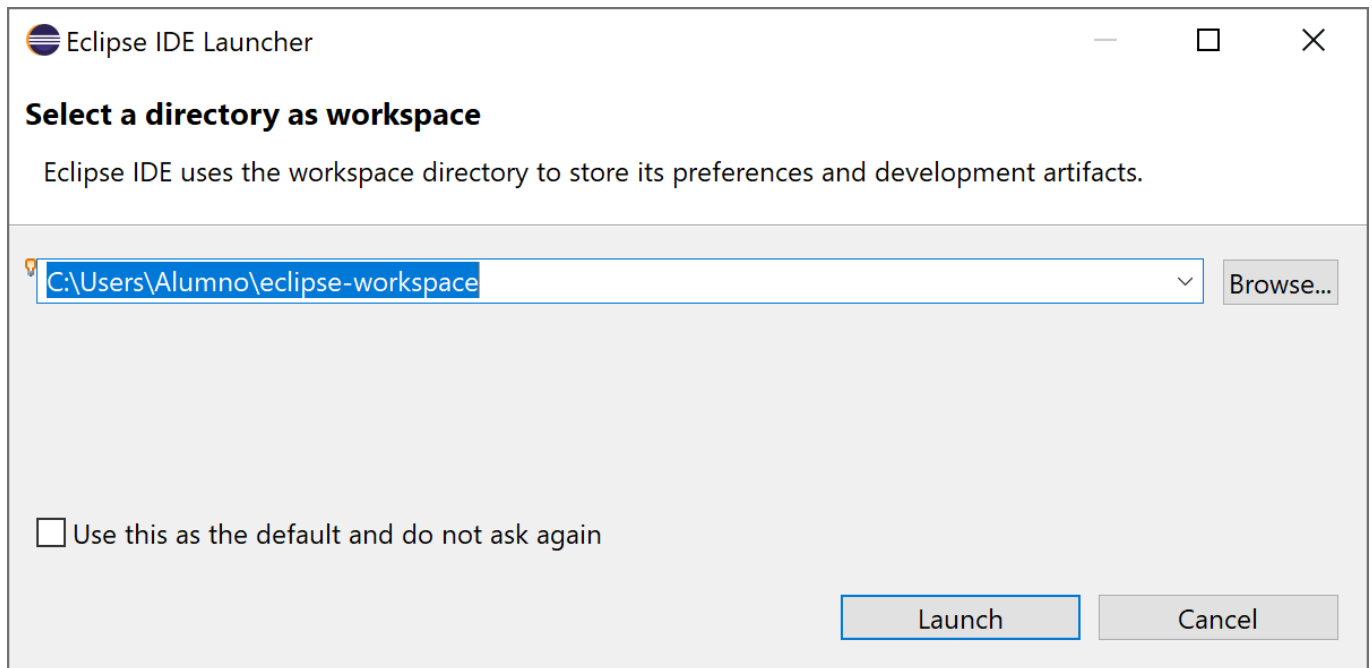 Eclipse IDE Launcher
Select a directory as workspace
Eclipse IDE uses the workspace directory to store its preferences and development artifacts.
C:\Users\Alumno\eclipse-workspace
Browse...
Use this as the default and do not ask again
Launch
Cancel